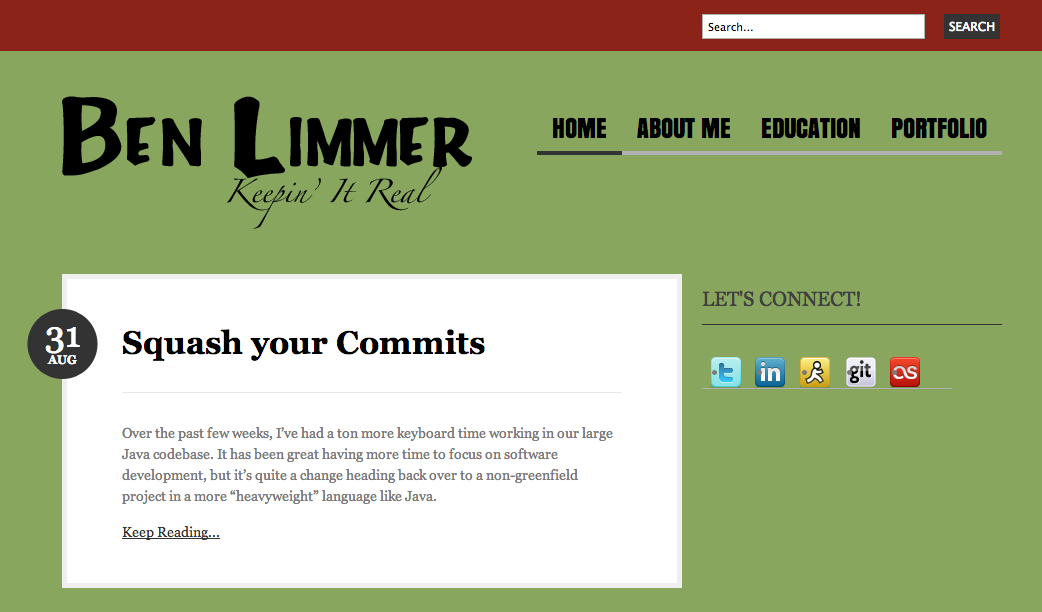 Search...
SEARCH
BEN LIMMER
Keepin' It Real
HOME ABOUT ME EDUCATION PORTFOLIO
31
AUG
Squash your Commits
Over the past few weeks, I’ve had a ton more keyboard time working in our large
Java codebase. It has been great having more time to focus on software
development, but it’s quite a change heading back over to a non-greenfield
project in a more “heavyweight” language like Java.
Keep Reading...
LET'S CONNECT!
t
in
git
as